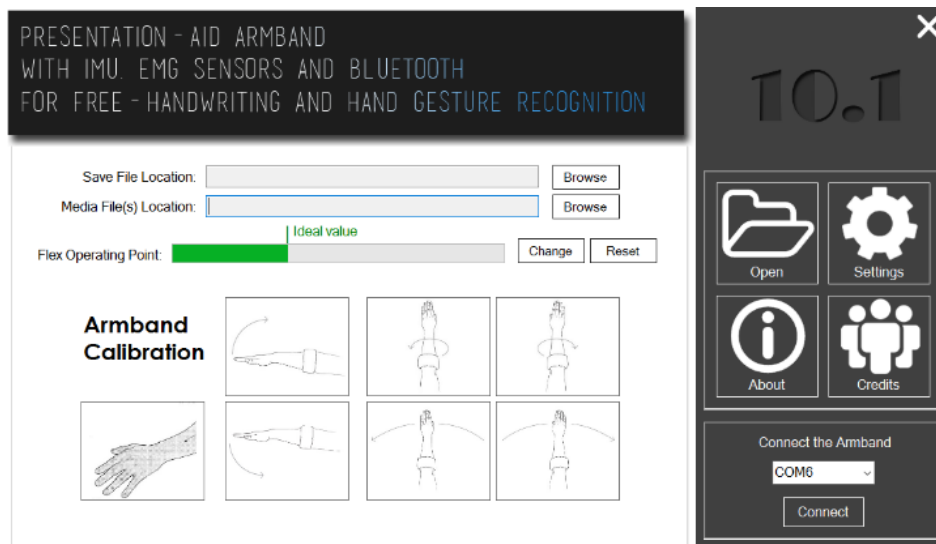 PRESENTATION - AID ARMBAND
WITH IMU, EMG SENSORS AND BLUETOOTH
FOR FREE - HANDWRITING AND HAND GESTURE RECOGNITION
Save File Location:
Browse
Media File(s) Location:
Browse
Ideal value
Flex Operating Point:
Change
Reset
Armband
Calibration
10.1
Open
Settings
About
Credits
Connect the Armband
COM6
Connect